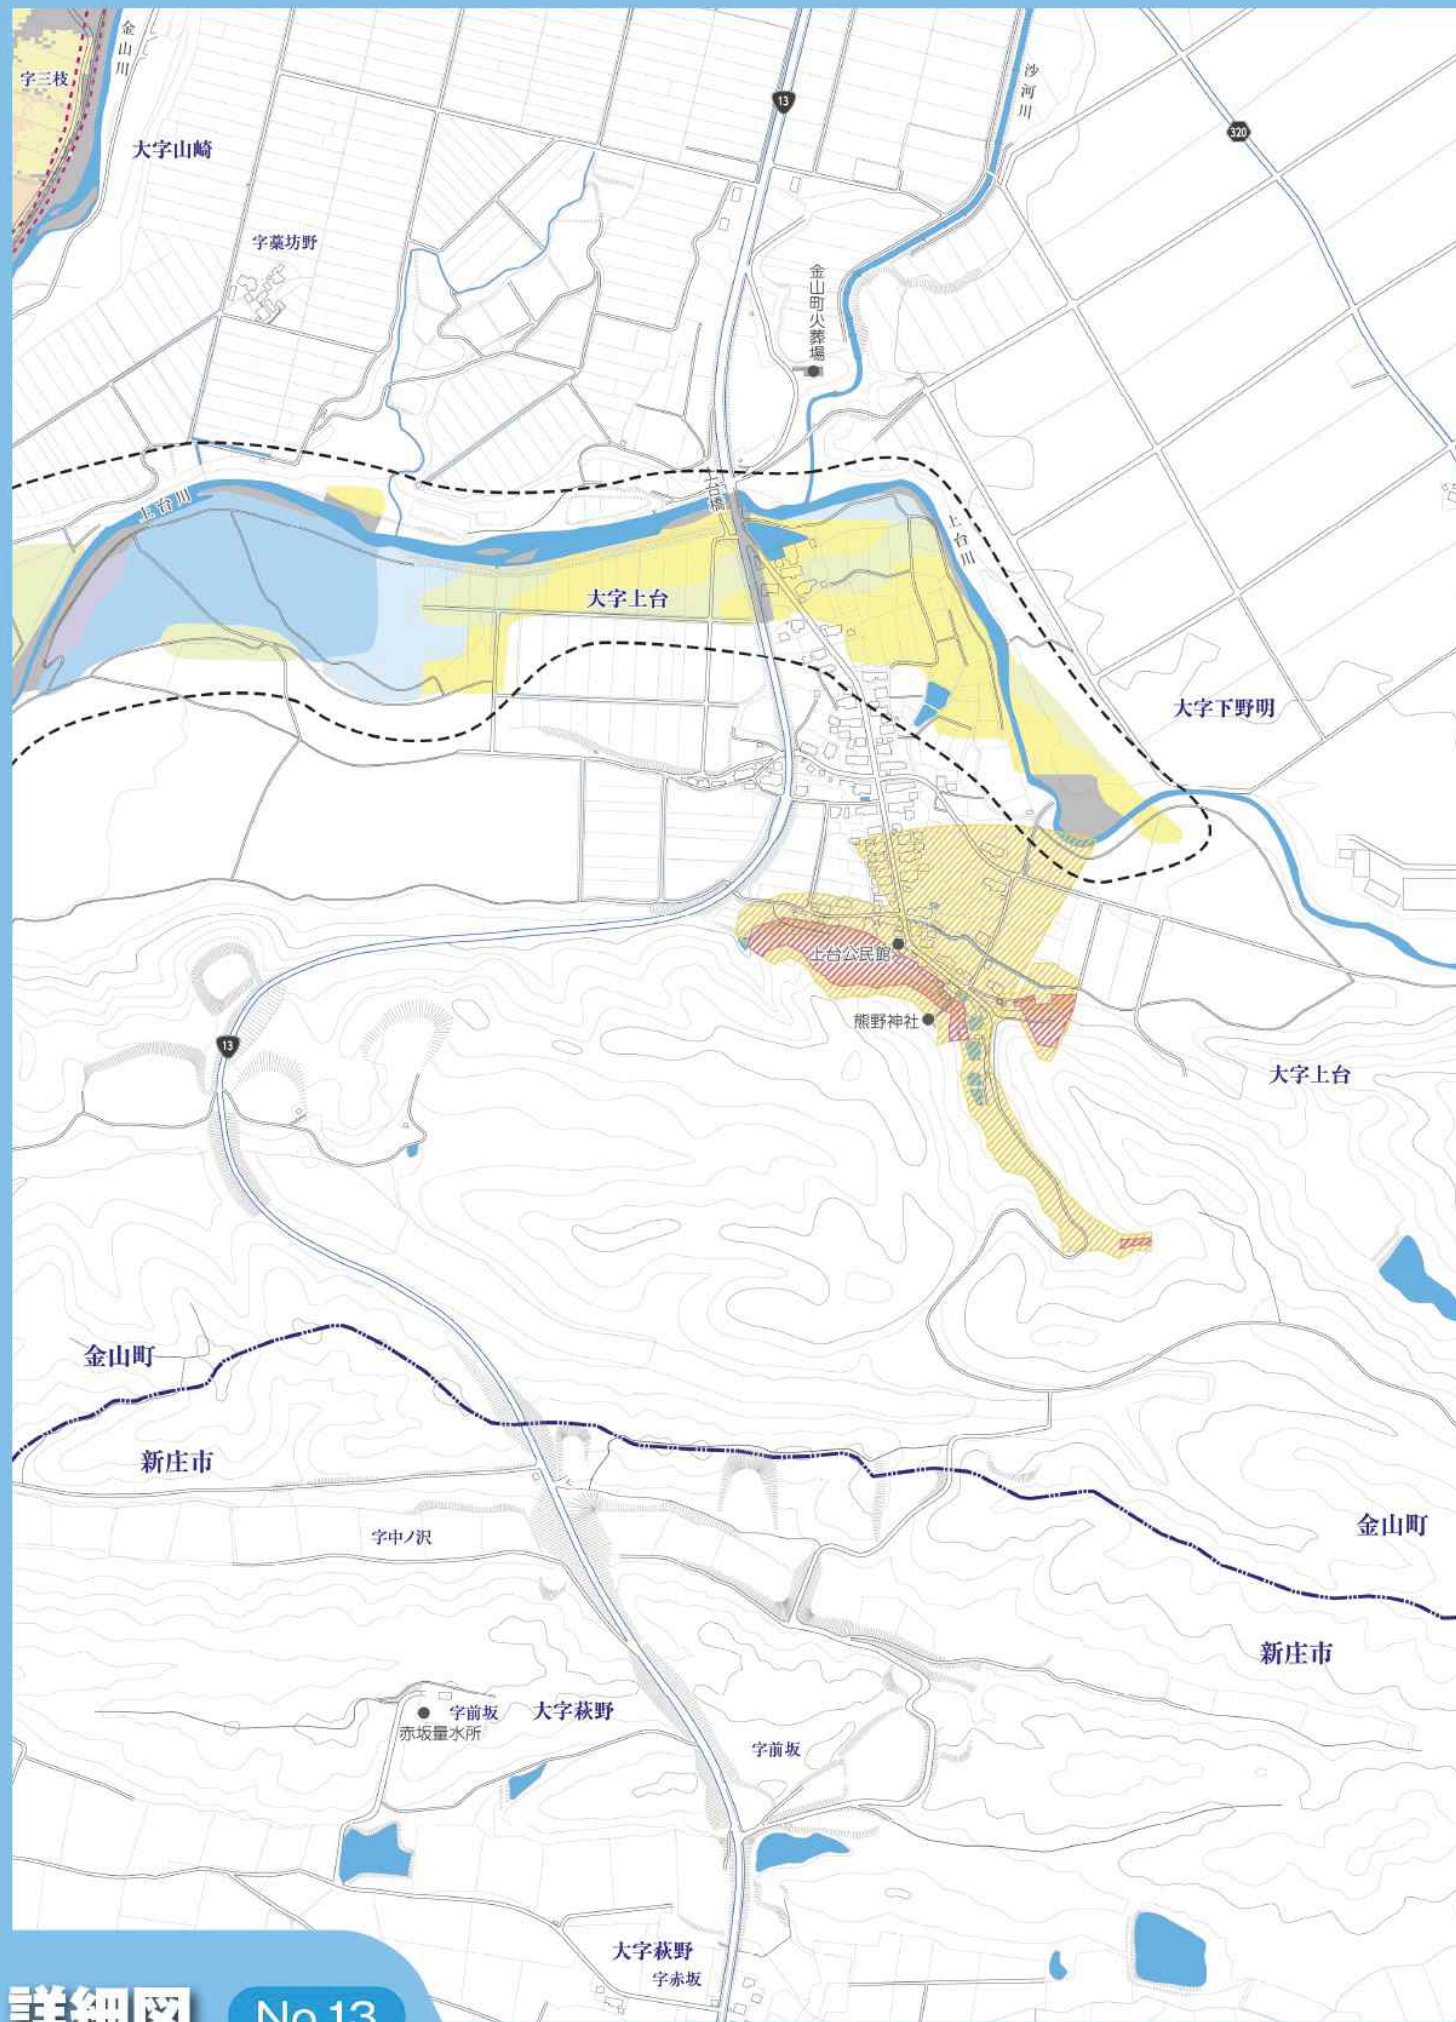 金山川
字三枝
13
沙河川
320
大字山崎
字藁坊野
金山町火葬場
上台川
上台橋
上台川
大字上台
大字下野明
上台公民館
熊野神社
13
大字上台
金山町
新庄市
金山町
字中ノ沢
新庄市
字前坂
大字萩野
赤坂量水所
字前坂
大字萩野
字赤坂
詳細図
No.13